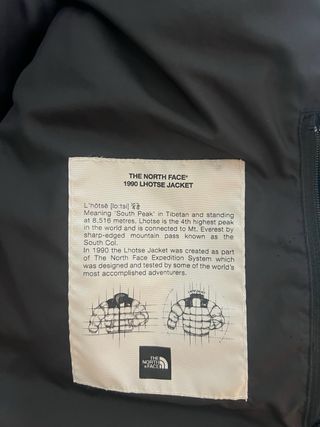 THE NORTH FACE®
1990 LHOTSE JACKET
Meaning 'South Peak' in Tibetan and standing
at 8,516 metres, Lhotse is the 4th highest peak
in the world and is connected to Mt. Everest by
sharp-edged mountain pass known as the
South Col.
In 1990 the Lhotse Jacket was created as part
of The North Face Expedition System which
was designed and tested by some of the world's
most accomplished adventurers.
THE
NORTH
FACE